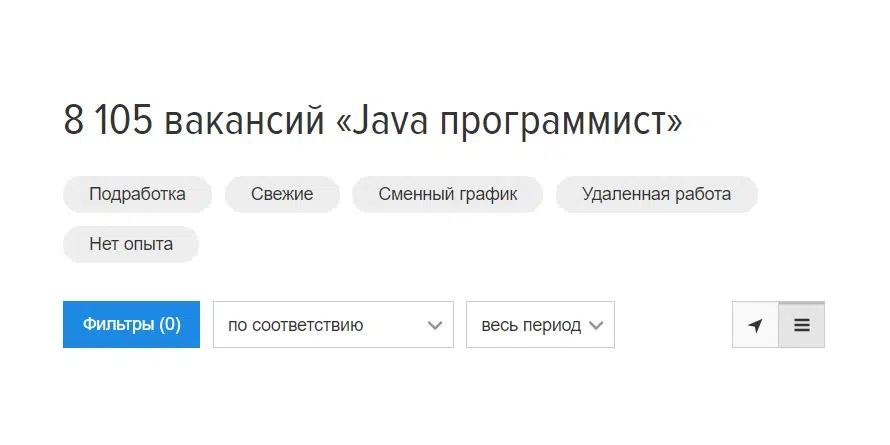 8 105 вакансий «Java программист»
Подработка Свежие Сменный график Удаленная работа
Нет опыта
Фильтры (0) по соответствию весь период